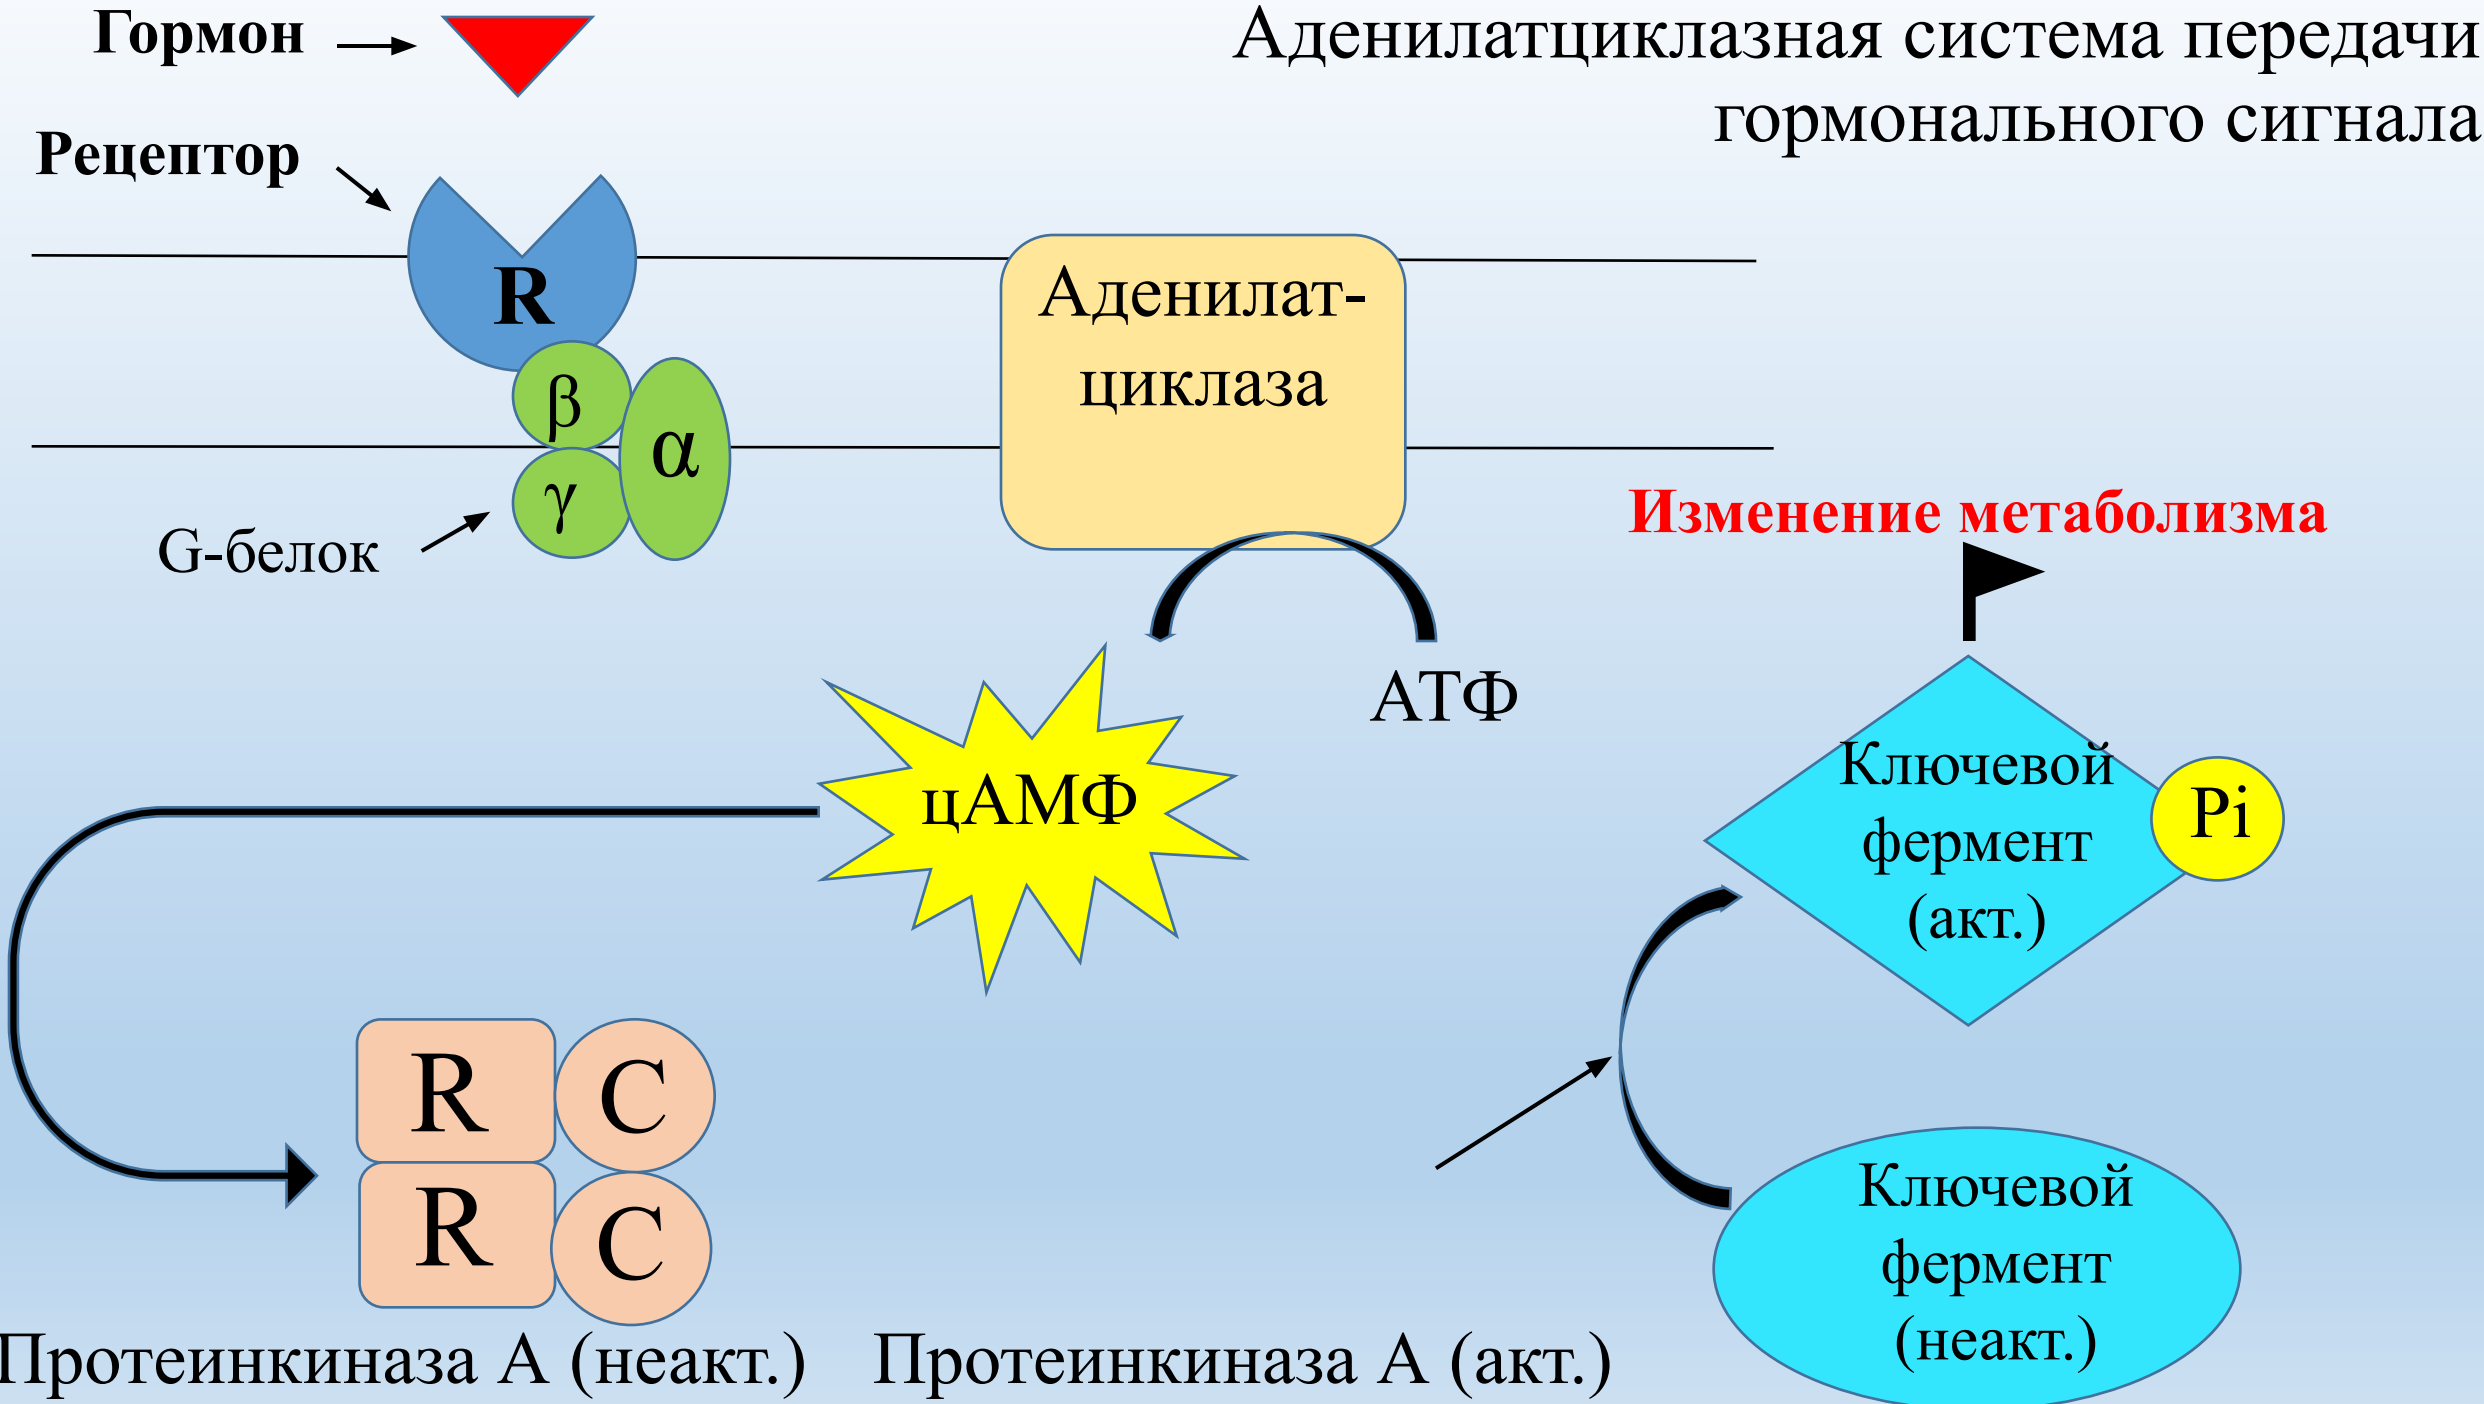 Гормон
Аденилатциклазная система передачи
гормонального сигнала
Рецептор
R
Аденилат-
циклаза
β
α
γ
G-белок
Изменение метаболизма
АТФ
цАМФ
Ключевой
фермент
(акт.)
Pi
R
C
R
C
Ключевой
фермент
(неакт.)
Протеинкиназа А (неакт.)
Протеинкиназа А (акт.)